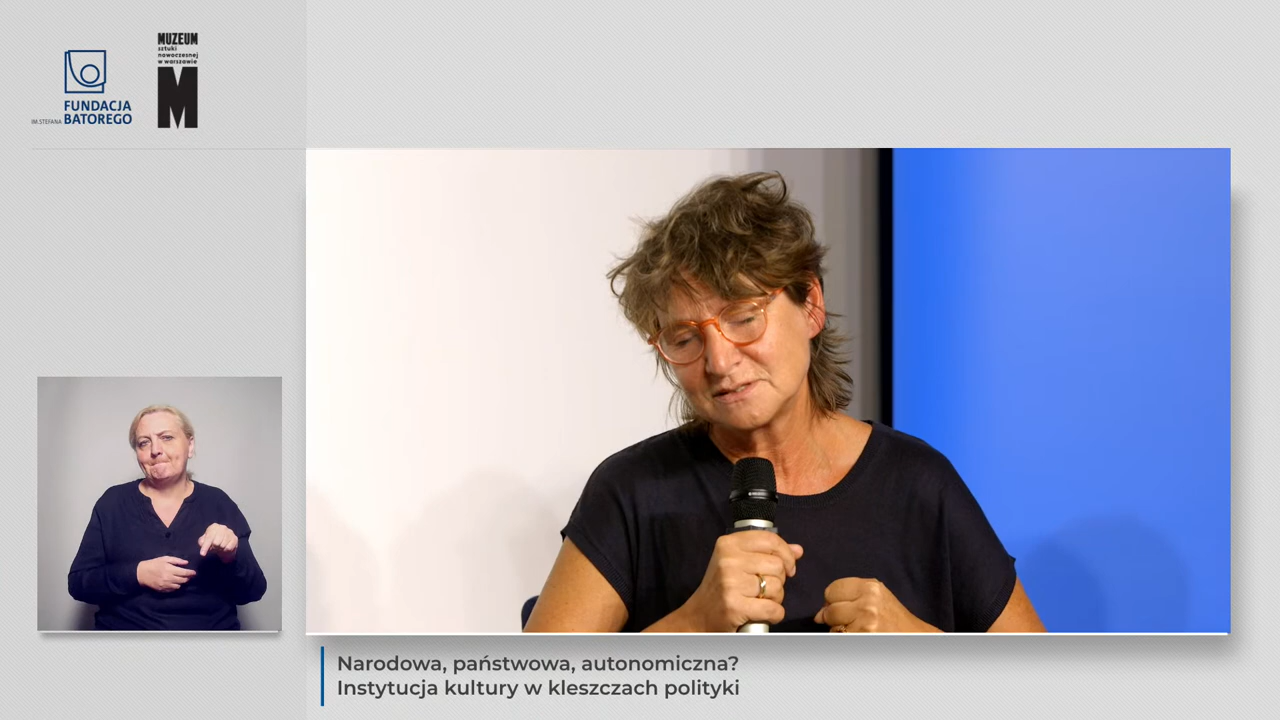 MUZEUM
sztuki
nowoczesnej
w warszawie
M
FUNDACJA
IM. STEFANA BATOREGO
Narodowa, państwowa, autonomiczna?
Instytucja kultury w kleszczach polityki